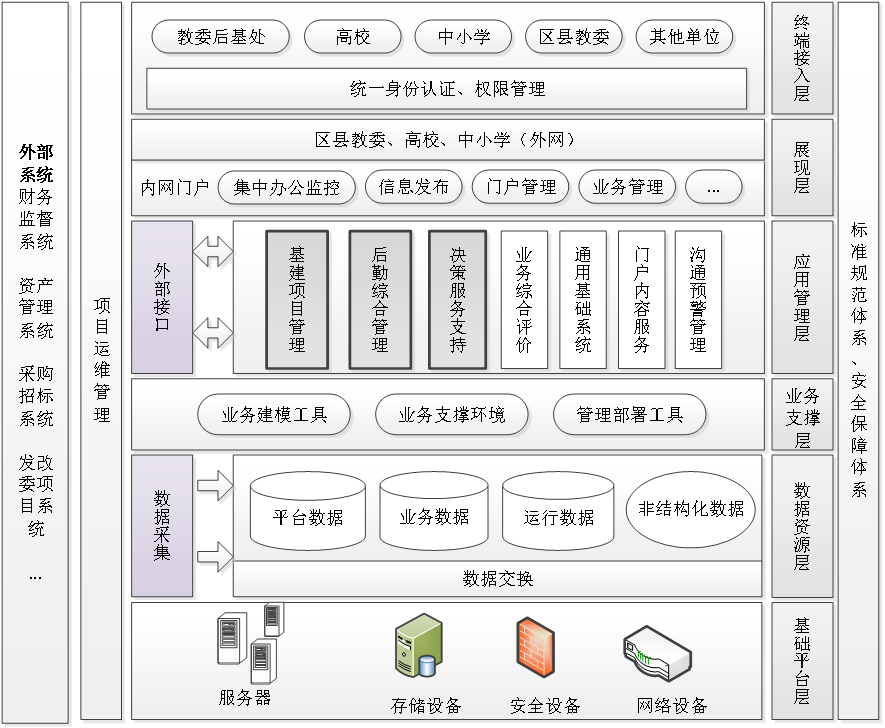 外部
系统
财务
监督
系统
资产
管理
系统
采购
招标
系统
发改
委项
目系
统
...
项目运维管理
教委后基处
高校
中小学
区县教委
其他单位
统一身份认证、权限管理
终端接入层
区县教委、高校、中小学（外网）
内网门户
集中办公监控
信息发布
门户管理
业务管理
...
展现层
外部接口
基建项目管理
后勤综合管理
决策服务支持
业务综合评价
通用基础系统
门户内容服务
沟通预警管理
应用管理层
业务建模工具
业务支撑环境
管理部署工具
业务
支撑
层
数据采集
平台数据
业务数据
运行数据
非结构化数据
数据交换
数据资源层
服务器
存储设备
安全设备
网络设备
基础平台层
标准规范体系、安全保障体系